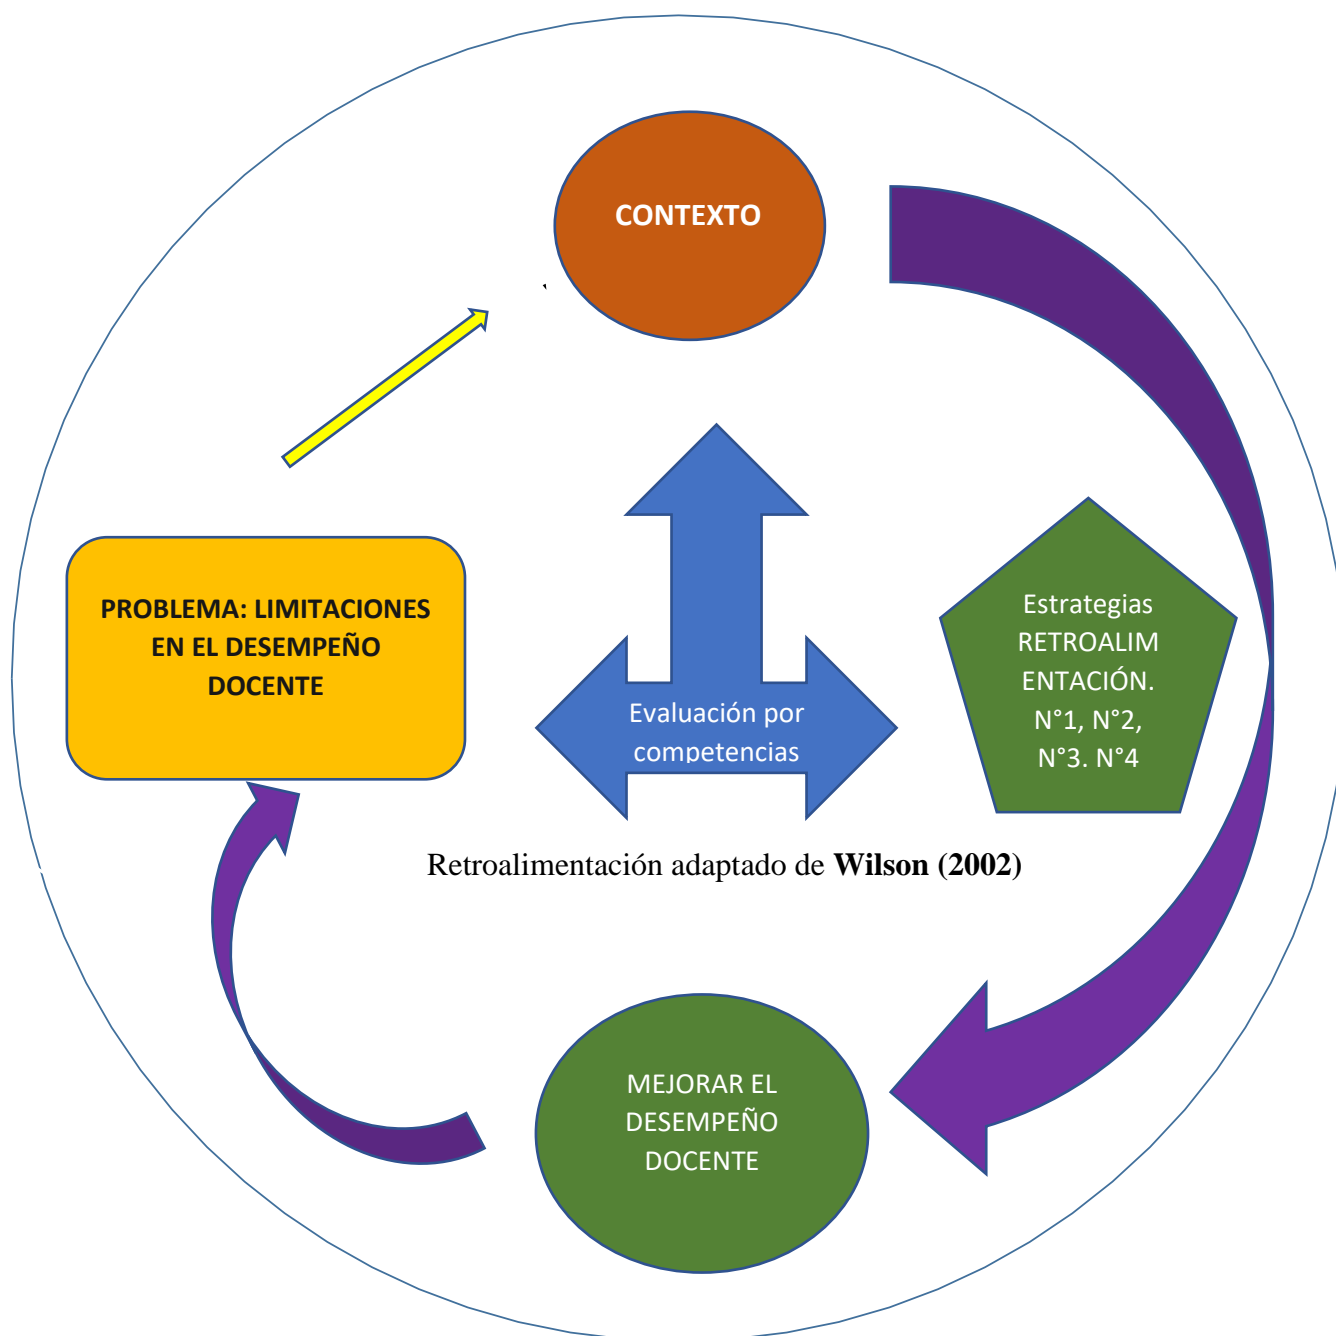 CONTEXTO
PROBLEMA: LIMITACIONES
EN EL DESEMPEÑO
DOCENTE
Evaluación por
competencias
Estrategias
RETROALIM
ENTACIÓN.
N°1, N°2,
N°3. N°4
Retroalimentación adaptado de Wilson (2002)
MEJORAR EL
DESEMPEÑO
DOCENTE